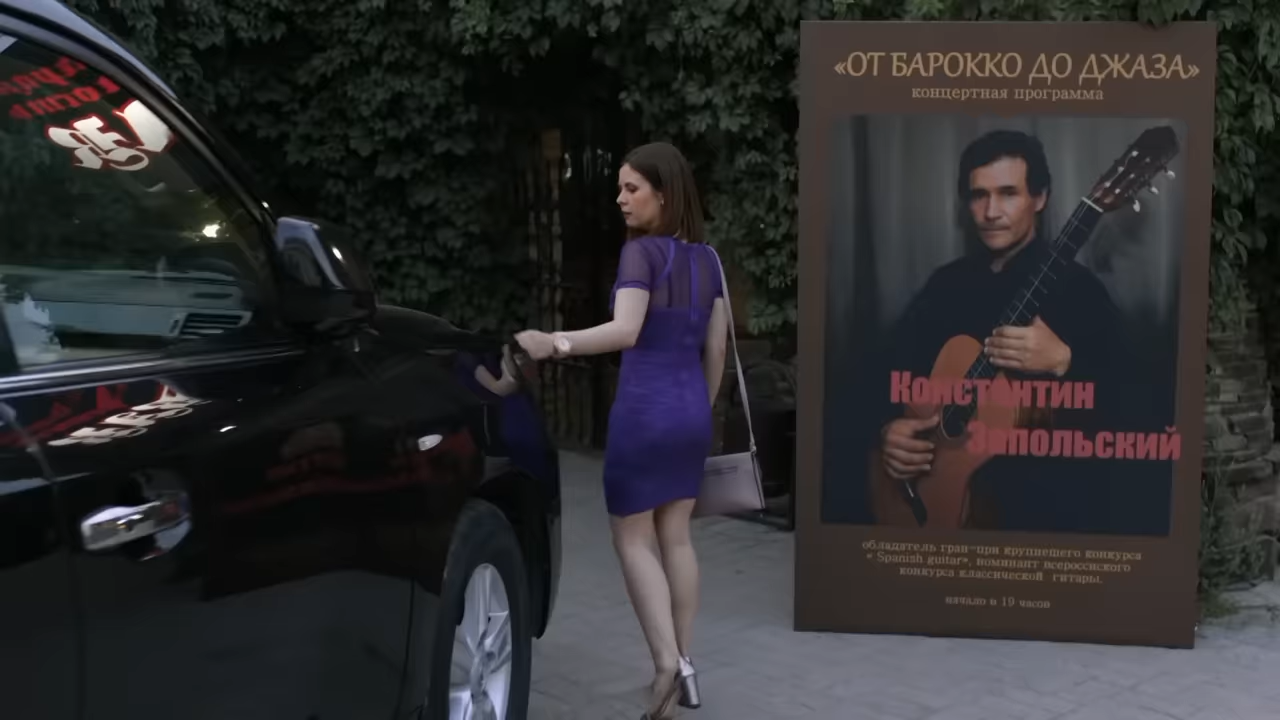 «ОТ БАРОККО ДО ДЖАЗА»
концертная программа
Константин
Запольский
обладатель гран-при крупнешего конкурса
« Spanish guitar», номинант всероссийского
конкурса классической гитары.
начало в 19 часов